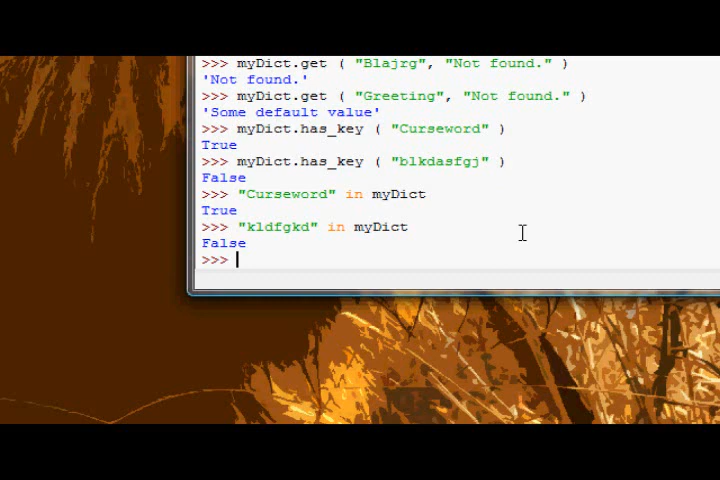 >>> myDict.get ( "Blajrg", "Not found." )
'Not found.'
>>> myDict.get ( "Greeting", "Not found." )
'Some default value'
>>> myDict.has_key ( "Curseword" )
True
>>> myDict.has_key ( "blkdasfgj" )
False
>>> "Curseword" in myDict
True
>>> "kldfgkd" in myDict
False
>>>